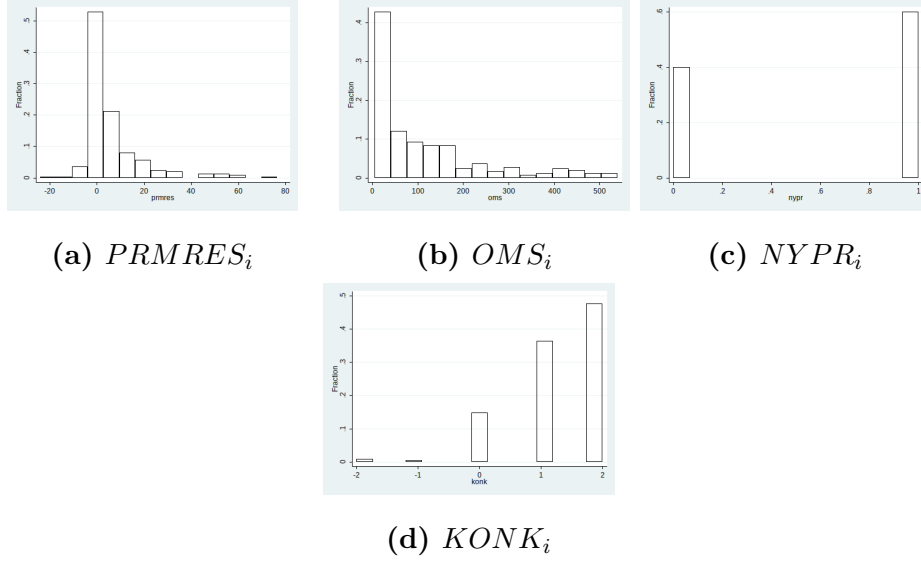 Fraction
0 .1 .2 .3 .4 .5
-20 0 20 40 60 80
prmres
Fraction
0 .1 .2 .3 .4
0 100 200 300 400 500
oms
Fraction
0 .2 .4 .6
0 .2 .4 .6 .8 1
nypr
(a) PRMRES_i
(b) OMS_i
(c) NYPR_i
Fraction
0 .1 .2 .3 .4 .5
-2 -1 0 1 2
konk
(d) KONK_i